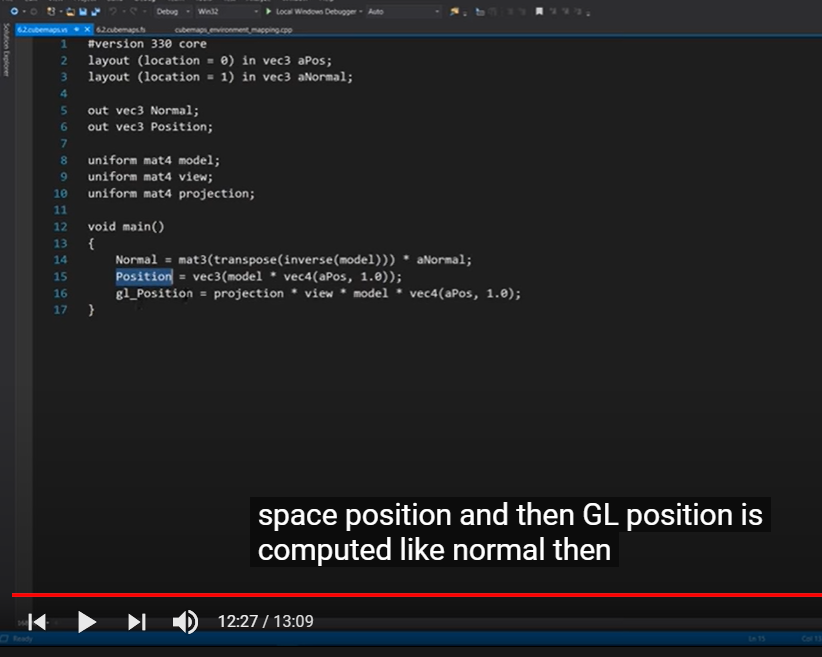 Debug Win32 Local Windows Debugger Auto
6.2.cubemaps.vs 6.2.cubemaps.fs cubemaps_environment_mapping.cpp
Solution Explorer
1 #version 330 core
2 layout (location = 0) in vec3 aPos;
3 layout (location = 1) in vec3 aNormal;
4
5 out vec3 Normal;
6 out vec3 Position;
7
8 uniform mat4 model;
9 uniform mat4 view;
10 uniform mat4 projection;
11
12 void main()
13 {
14 Normal = mat3(transpose(inverse(model))) * aNormal;
15 Position = vec3(model * vec4(aPos, 1.0));
16 gl_Position = projection * view * model * vec4(aPos, 1.0);
17 }
space position and then GL position is
computed like normal then
12:27 / 13:09
Ready Ln 15